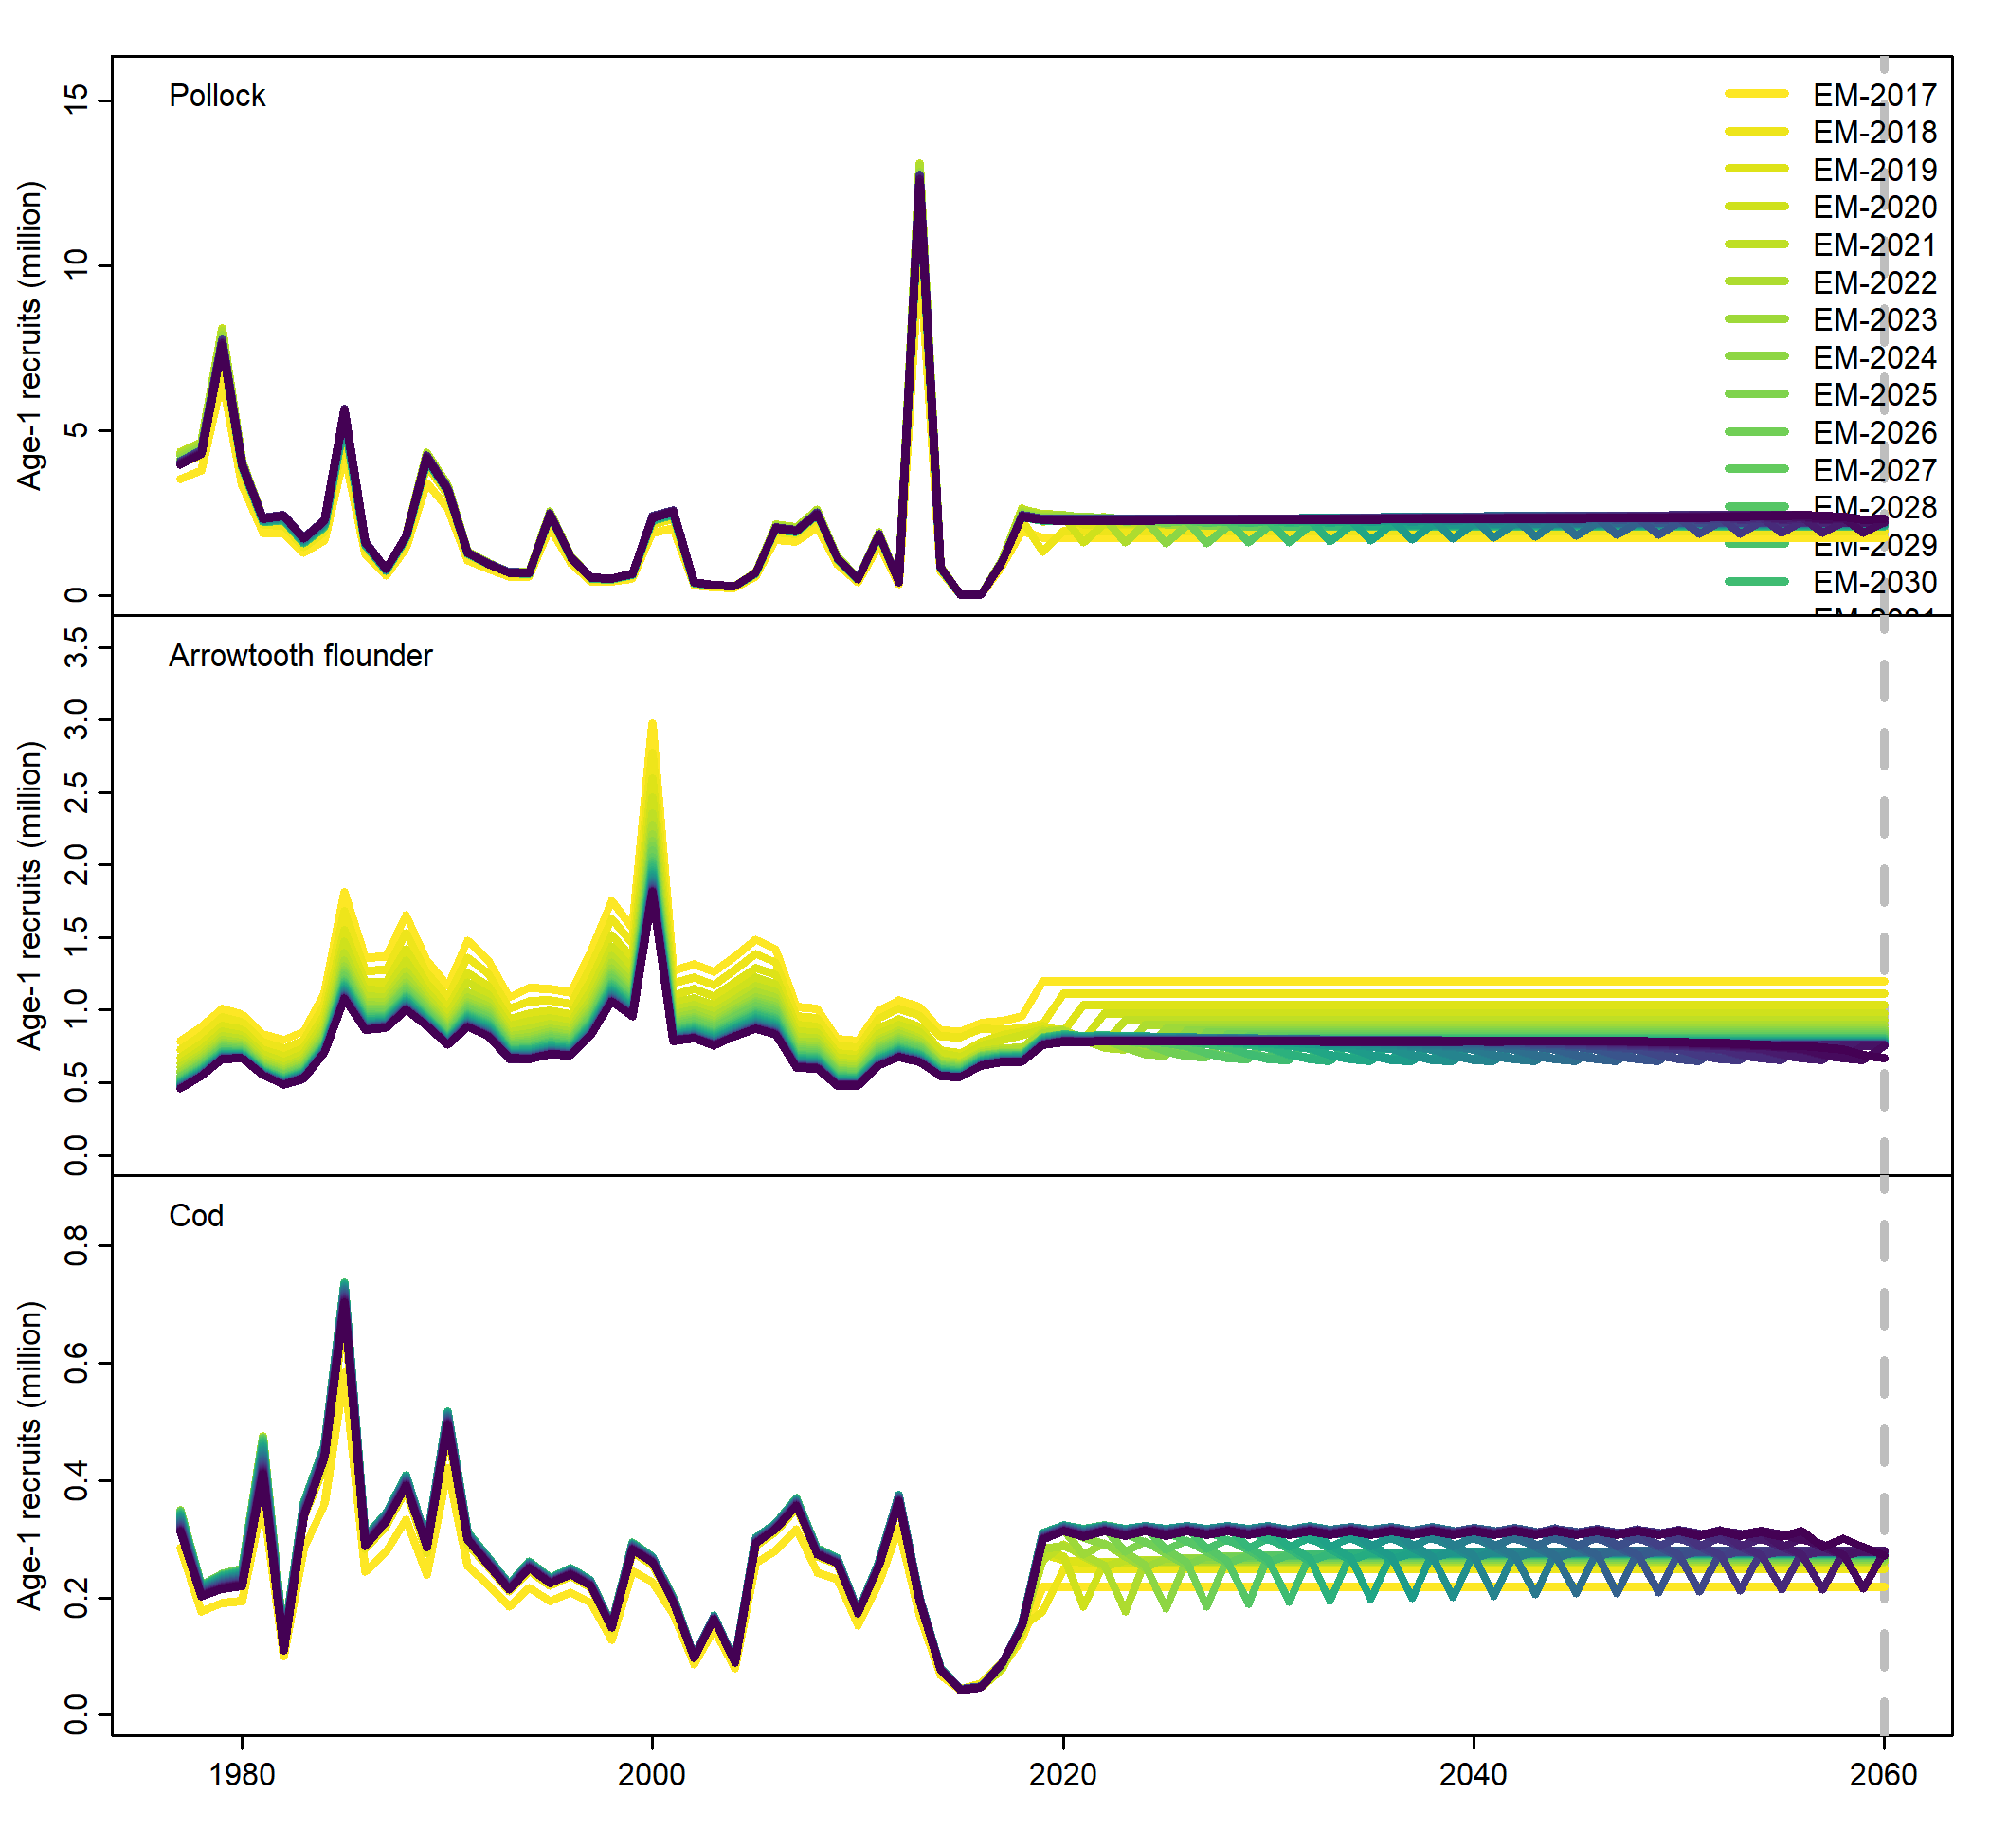 Pollock
Age-1 recruits (million)
15
10
5
0
EM-2017
EM-2018
EM-2019
EM-2020
EM-2021
EM-2022
EM-2023
EM-2024
EM-2025
EM-2026
EM-2027
EM-2028
EM-2029
EM-2030
Arrowtooth flounder
Age-1 recruits (million)
3.5
3.0
2.5
2.0
1.5
1.0
0.5
0.0
Cod
Age-1 recruits (million)
0.8
0.6
0.4
0.2
0.0
1980 2000 2020 2040 2060